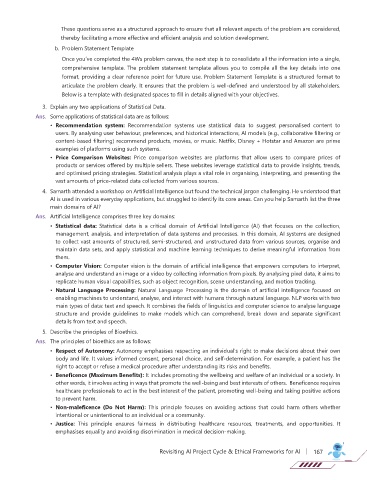 These questions serve as a structured approach to ensure that all relevant aspects of the problem are considered,
thereby facilitating a more effective and efficient analysis and solution development.
b. Problem Statement Template
Once you've completed the 4Ws problem canvas, the next step is to consolidate all the information into a single,
comprehensive template. The problem statement template allows you to compile all the key details into one
format, providing a clear reference point for future use. Problem Statement Template is a structured format to
articulate the problem clearly. It ensures that the problem is well-defined and understood by all stakeholders.
Below is a template with designated spaces to fill in details aligned with your objectives.
3. Explain any two applications of Statistical Data.
Ans. Some applications of statistical data are as follows:
• Recommendation system: Recommendation systems use statistical data to suggest personalised content to
users. By analysing user behaviour, preferences, and historical interactions, AI models (e.g., collaborative filtering or
content-based filtering) recommend products, movies, or music. Netflix, Disney + Hotstar and Amazon are prime
examples of platforms using such systems.
• Price Comparison Websites: Price comparison websites are platforms that allow users to compare prices of
products or services offered by multiple sellers. These websites leverage statistical data to provide insights, trends,
and optimised pricing strategies. Statistical analysis plays a vital role in organising, interpreting, and presenting the
vast amounts of price-related data collected from various sources.
4. Samarth attended a workshop on Artificial Intelligence but found the technical jargon challenging. He understood that
AI is used in various everyday applications, but struggled to identify its core areas. Can you help Samarth list the three
main domains of AI?
Ans. Artificial Intelligence comprises three key domains:
• Statistical data: Statistical data is a critical domain of Artificial Intelligence (AI) that focuses on the collection,
management, analysis, and interpretation of data systems and processes. In this domain, AI systems are designed
to collect vast amounts of structured, semi-structured, and unstructured data from various sources, organise and
maintain data sets, and apply statistical and machine learning techniques to derive meaningful information from
them.
• Computer Vision: Computer vision is the domain of artificial intelligence that empowers computers to interpret,
analyse and understand an image or a video by collecting information from pixels. By analysing pixel data, it aims to
replicate human visual capabilities, such as object recognition, scene understanding, and motion tracking.
• Natural Language Processing: Natural Language Processing is the domain of artificial intelligence focused on
enabling machines to understand, analyse, and interact with humans through natural language. NLP works with two
main types of data: text and speech. It combines the fields of linguistics and computer science to analyse language
structure and provide guidelines to make models which can comprehend, break down and separate significant
details from text and speech.
5. Describe the principles of Bioethics.
Ans. The principles of bioethics are as follows:
• Respect of Autonomy: Autonomy emphasises respecting an individual's right to make decisions about their own
body and life. It values informed consent, personal choice, and self-determination. For example, a patient has the
right to accept or refuse a medical procedure after understanding its risks and benefits.
• Beneficence (Maximum Benefits): It includes promoting the wellbeing and welfare of an individual or a society. In
other words, it involves acting in ways that promote the well-being and best interests of others. Beneficence requires
healthcare professionals to act in the best interest of the patient, promoting well-being and taking positive actions
to prevent harm.
• Non-maleficence (Do Not Harm): This principle focuses on avoiding actions that could harm others whether
intentional or unintentional to an individual or a community.
• Justice: This principle ensures fairness in distributing healthcare resources, treatments, and opportunities. It
emphasises equality and avoiding discrimination in medical decision-making.
Revisiting AI Project Cycle & Ethical Frameworks for AI | 167